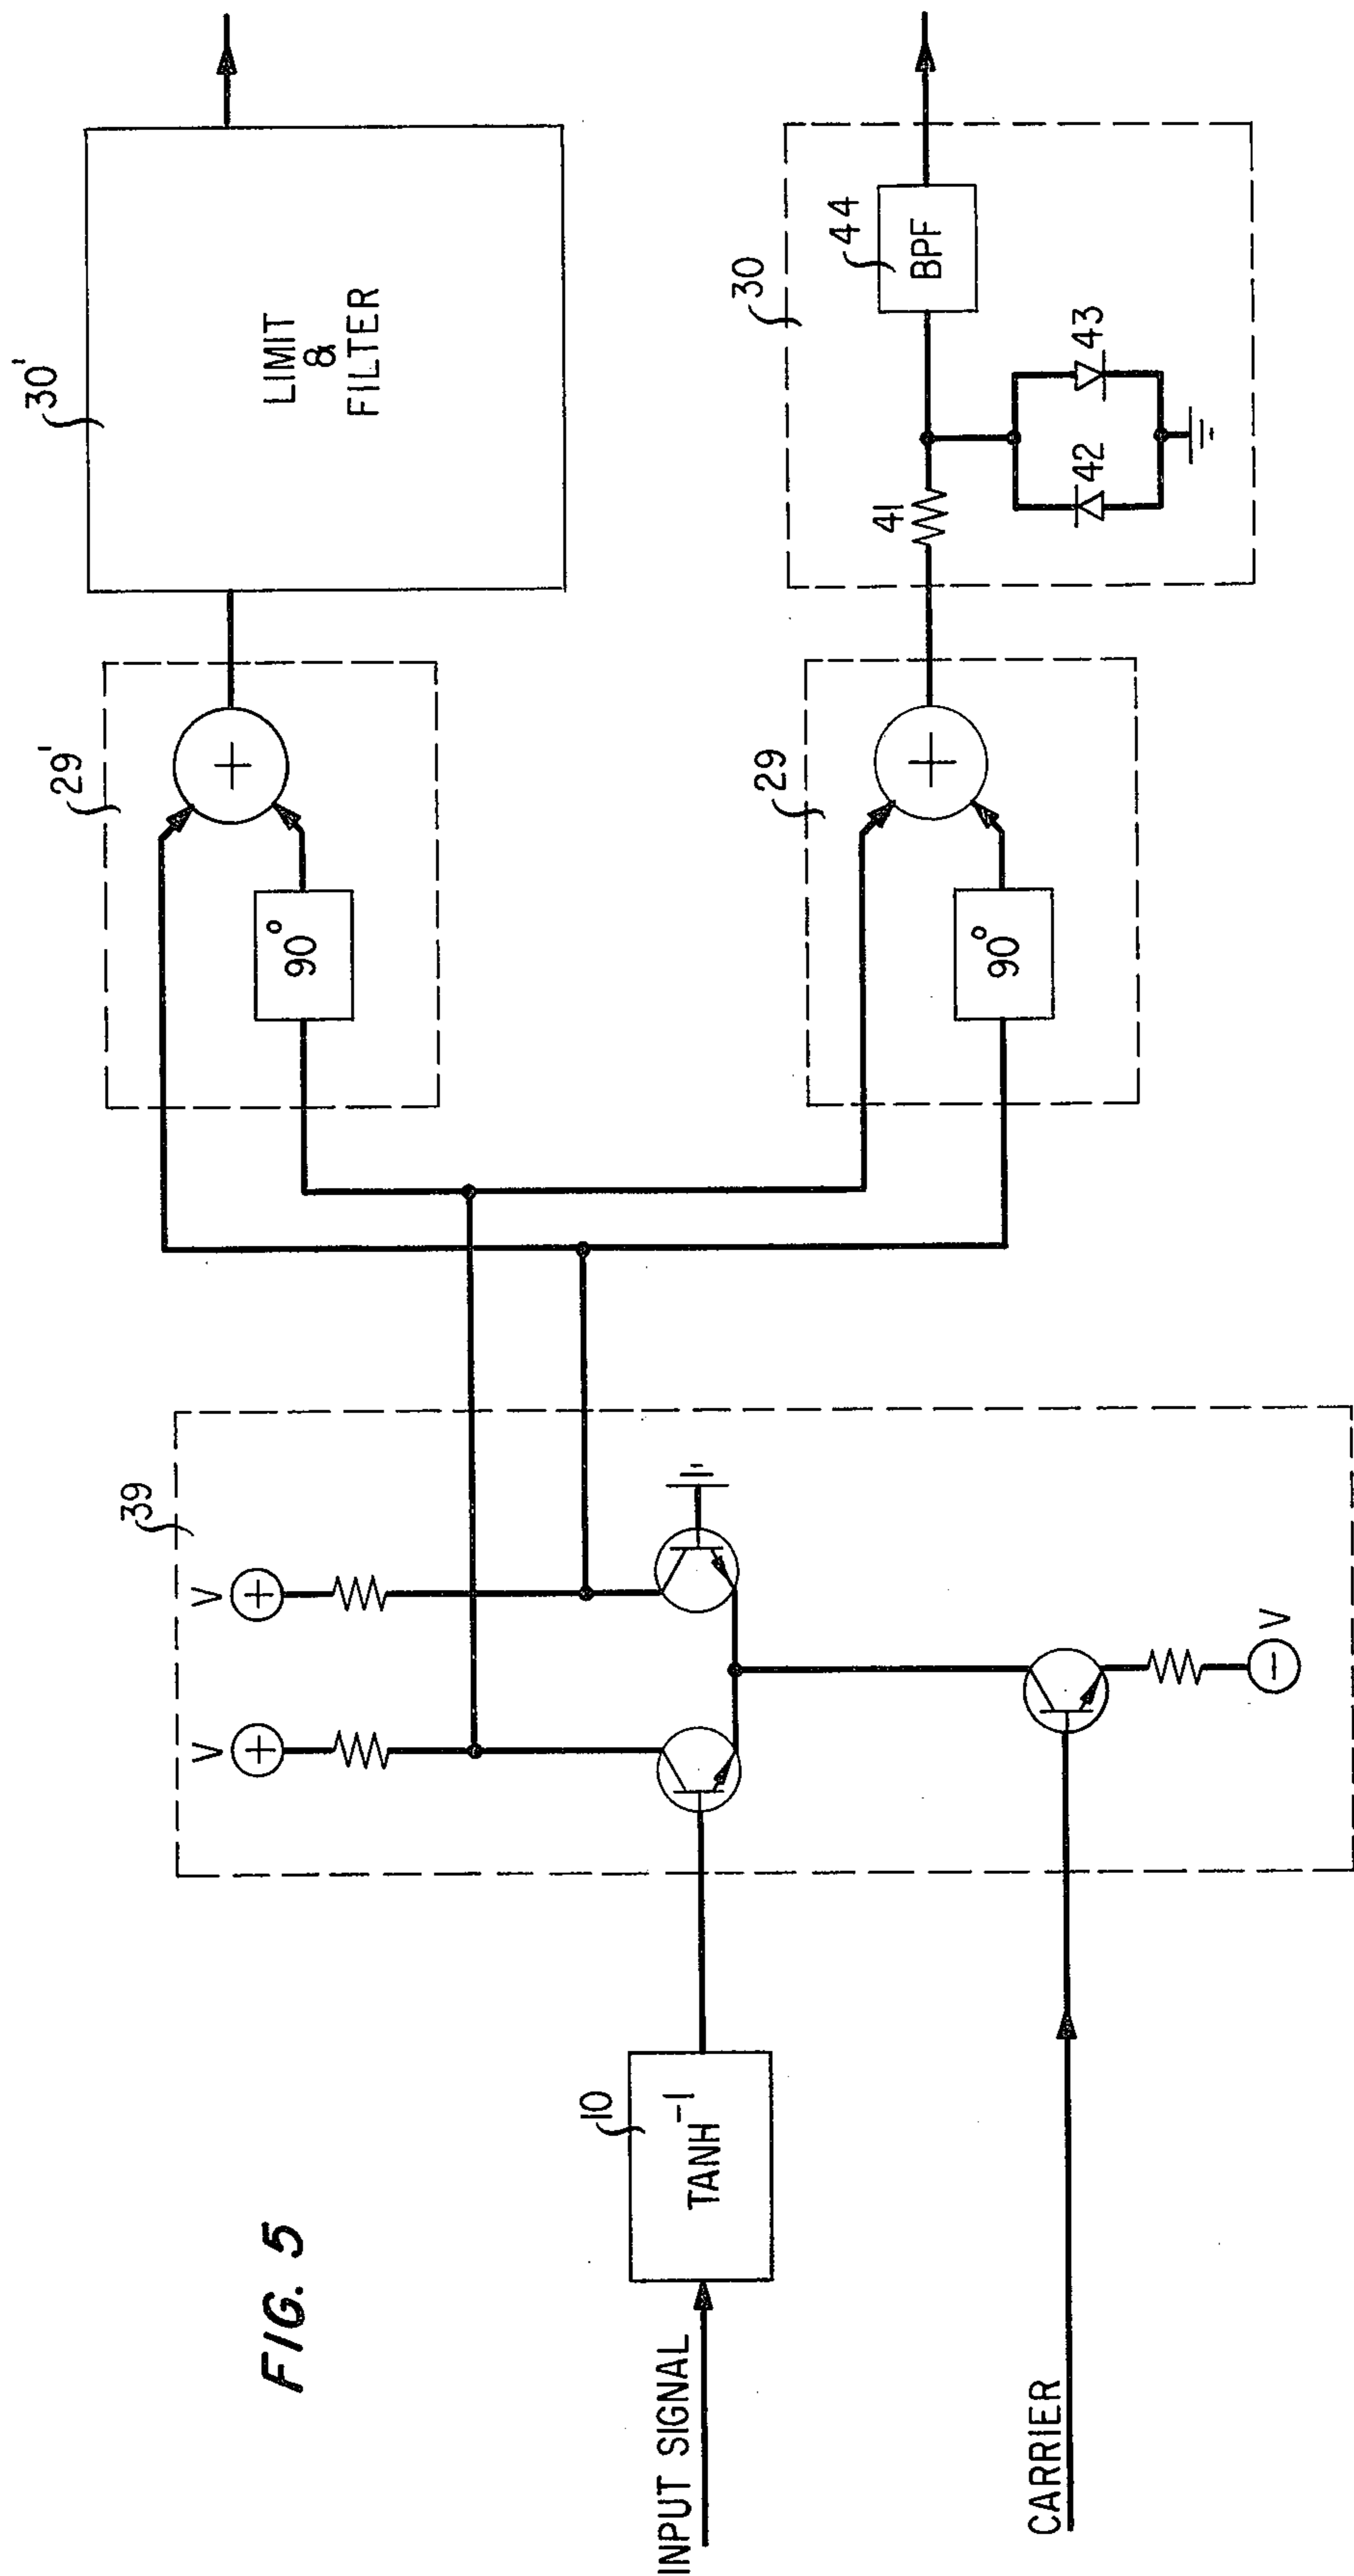 FIG. 5
INPUT SIGNAL
10
TANH⁻¹
CARRIER
39
V
+
V
+
−
V
29'
90°
+
30'
LIMIT
&
FILTER
29
90°
+
30
41
42
43
44
BPF